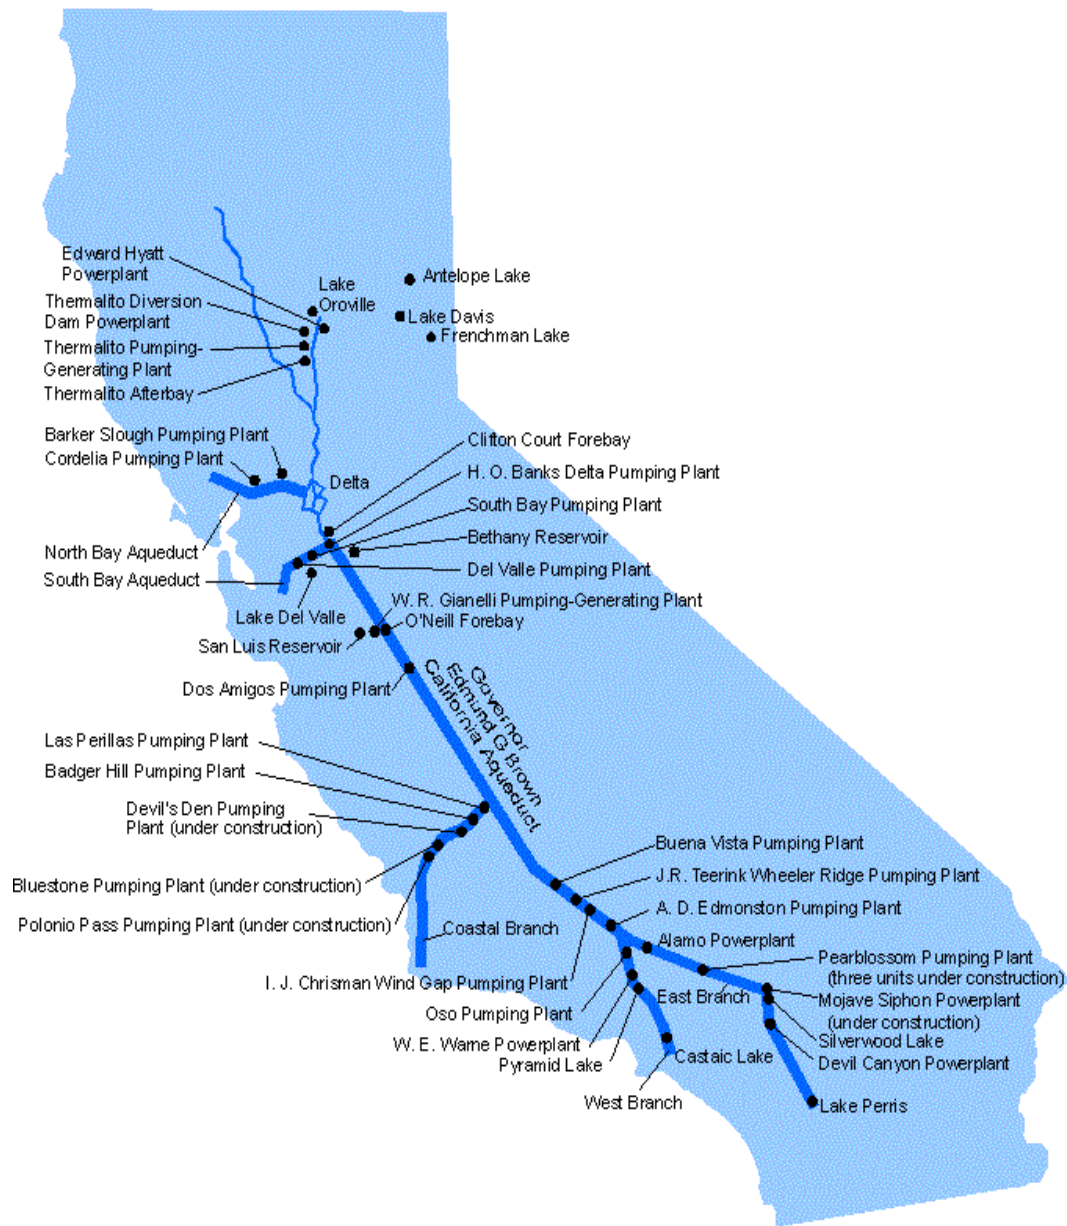 Edward Hyatt
Powerplant
Lake
Oroville
Antelope Lake
Thermalito Diversion
Dam Powerplant
Lake Davis
Frenchman Lake
Thermalito Pumping-
Generating Plant
Thermalito Afterbay
Barker Slough Pumping Plant
Cordelia Pumping Plant
Clifton Court Forebay
H. O. Banks Delta Pumping Plant
Delta
South Bay Pumping Plant
Bethany Reservoir
North Bay Aqueduct
Del Valle Pumping Plant
South Bay Aqueduct
W. R. Gianelli Pumping-Generating Plant
Lake Del Valle
O'Neill Forebay
San Luis Reservoir
Dos Amigos Pumping Plant
Governor
Edmund G Brown
California Aqueduct
Las Perillas Pumping Plant
Badger Hill Pumping Plant
Devil's Den Pumping
Plant (under construction)
Buena Vista Pumping Plant
J.R. Teerink Wheeler Ridge Pumping Plant
Bluestone Pumping Plant (under construction)
A. D. Edmonston Pumping Plant
Polonio Pass Pumping Plant (under construction)
Coastal Branch
Alamo Powerplant
Pearblossom Pumping Plant
(three units under construction)
I. J. Chrisman Wind Gap Pumping Plant
East Branch
Mojave Siphon Powerplant
(under construction)
Oso Pumping Plant
Silverwood Lake
W. E. Warne Powerplant
Pyramid Lake
Castaic Lake
Devil Canyon Powerplant
West Branch
Lake Perris